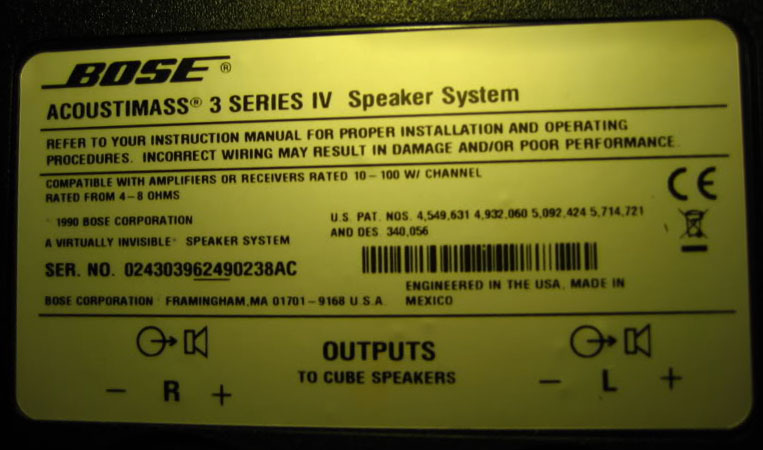 BOSE®
ACOUSTIMASS® 3 SERIES IV Speaker System
REFER TO YOUR INSTRUCTION MANUAL FOR PROPER INSTALLATION AND OPERATING
PROCEDURES. INCORRECT WIRING MAY RESULT IN DAMAGE AND/OR POOR PERFORMANCE.
COMPATIBLE WITH AMPLIFIERS OR RECEIVERS RATED 10-100 W/ CHANNEL
RATED FROM 4-8 OHMS
CE
1990 BOSE CORPORATION
U.S. PAT. NOS. 4,549,631 4,932,060 5,092,424 5,714,721
AND DES. 340,056
A VIRTUALLY INVISIBLE SPEAKER SYSTEM
SER. NO. 024303962490238AC
ENGINEERED IN THE USA, MADE IN
MEXICO
BOSE CORPORATION FRAMINGHAM,MA 01701-9168 U.S.A.
OUTPUTS
TO CUBE SPEAKERS
- R +
- L +